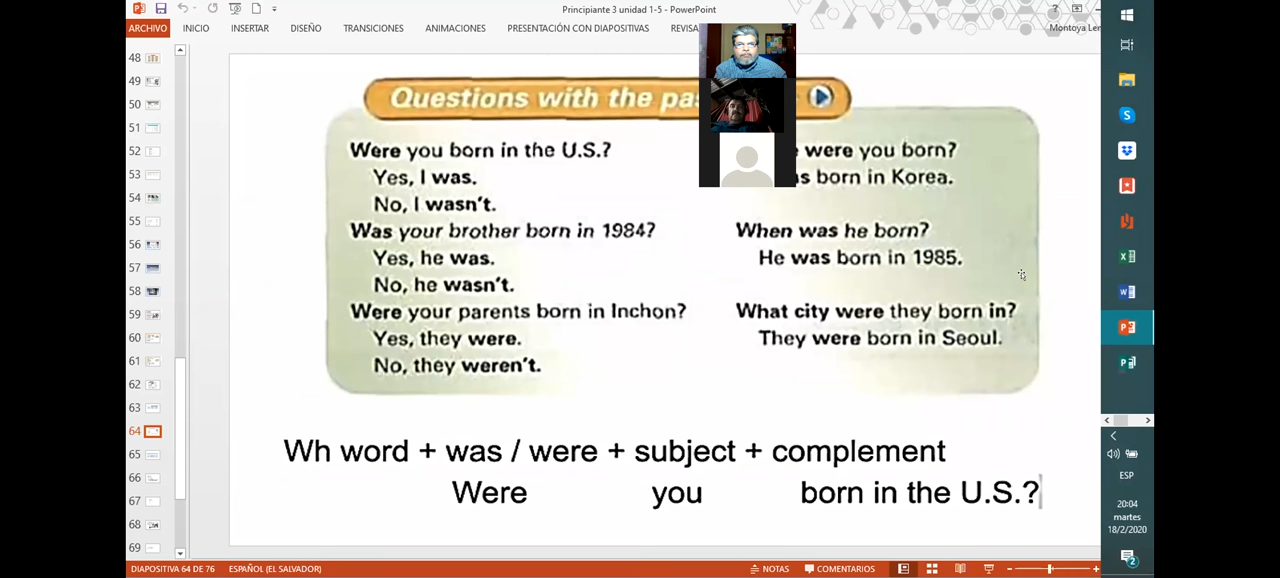 Principiante 3 unidad 1-5 - PowerPoint
?
ARCHIVO INICIO INSERTAR DISEÑO TRANSICIONES ANIMACIONES PRESENTACIÓN CON DIAPOSITIVAS
Montoya
48
49
50
51
52
53
54
55
56
57
58
59
60
61
62
63
64
65
66
67
68
69
Questions with the
Were you born in the U.S.?
Yes, I was.
No, I wasn't.
Was your brother born in 1984?
Yes, he was.
No, he wasn't.
Were your parents born in Inchon?
Yes, they were.
No, they weren't.
were you born?
born in Korea.
When was he born?
He was born in 1985.
What city were they born in?
They were born in Seoul.
Wh word + was / were + subject + complement
Were you born in the U.S.?
ESP
20:04
martes
18/2/2020
2
DIAPOSITIVA 64 DE 76 ESPAÑOL (EL SALVADOR) NOTAS COMENTARIOS